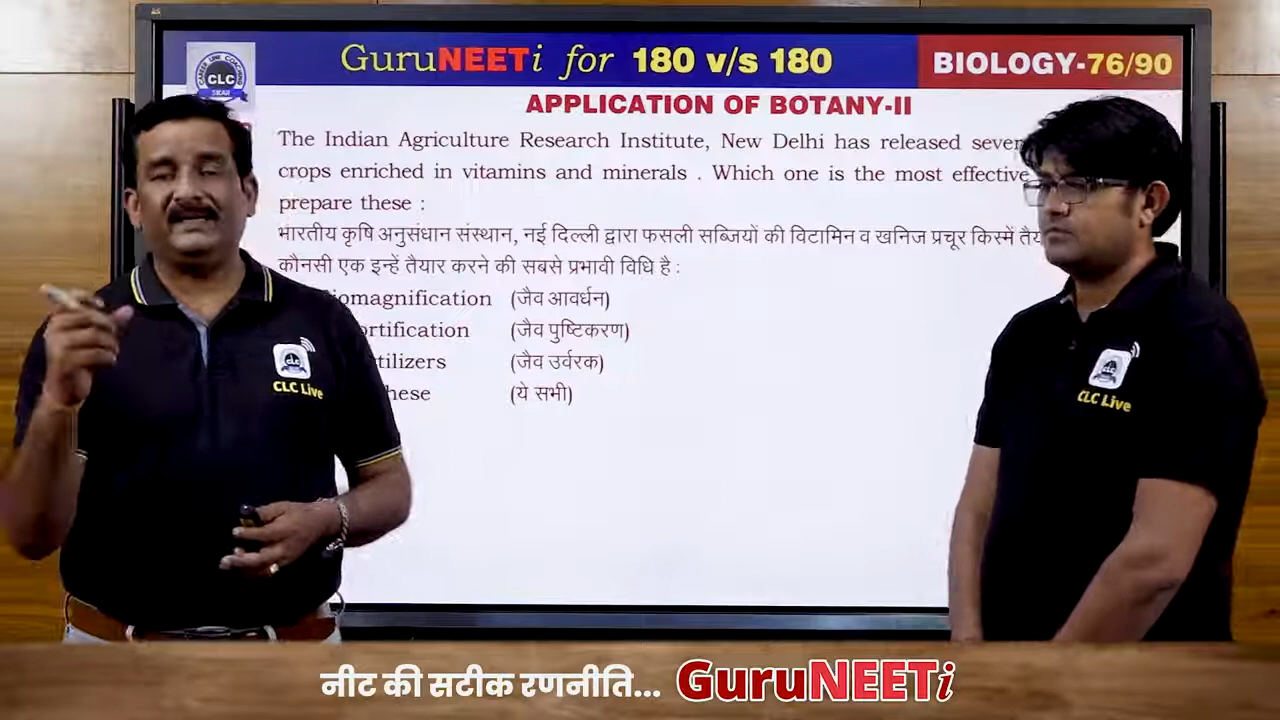 GuruNEETi for 180 v/s 180
BIOLOGY-76/90
CLC
SIKAR
APPLICATION OF BOTANY-II
The Indian Agriculture Research Institute, New Delhi has released
crops enriched in vitamins and minerals . Which one is the most effective
prepare these :
भारतीय कृषि अनुसंधान संस्थान, नई दिल्ली द्वारा फसली सब्जियों की विटामिन व खनिज प्रचूर किस्में
कौनसी एक इन्हें तैयार करने की सबसे प्रभावी विधि है :
iomagnification (जैव आवर्धन)
ortification (जैव पुष्टिकरण)
tilizers (जैव उर्वरक)
hese (ये सभी)
CLC Live
clc
CLC Live
नीट की सटीक रणनीति... GuruNEETi